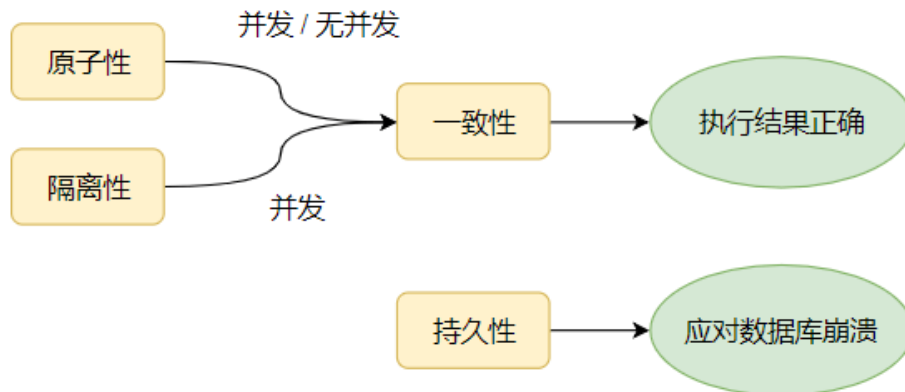 并发 / 无并发
原子性
一致性
执行结果正确
隔离性
并发
持久性
应对数据库崩溃